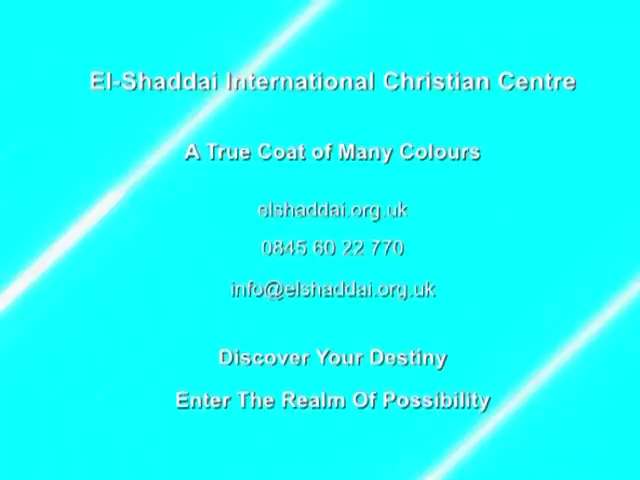 El-Shaddai International Christian Centre
A True Coat of Many Colours
elshaddai.org.uk
0845 60 22 770
info@elshaddai.org.uk
Discover Your Destiny
Enter The Realm Of Possibility